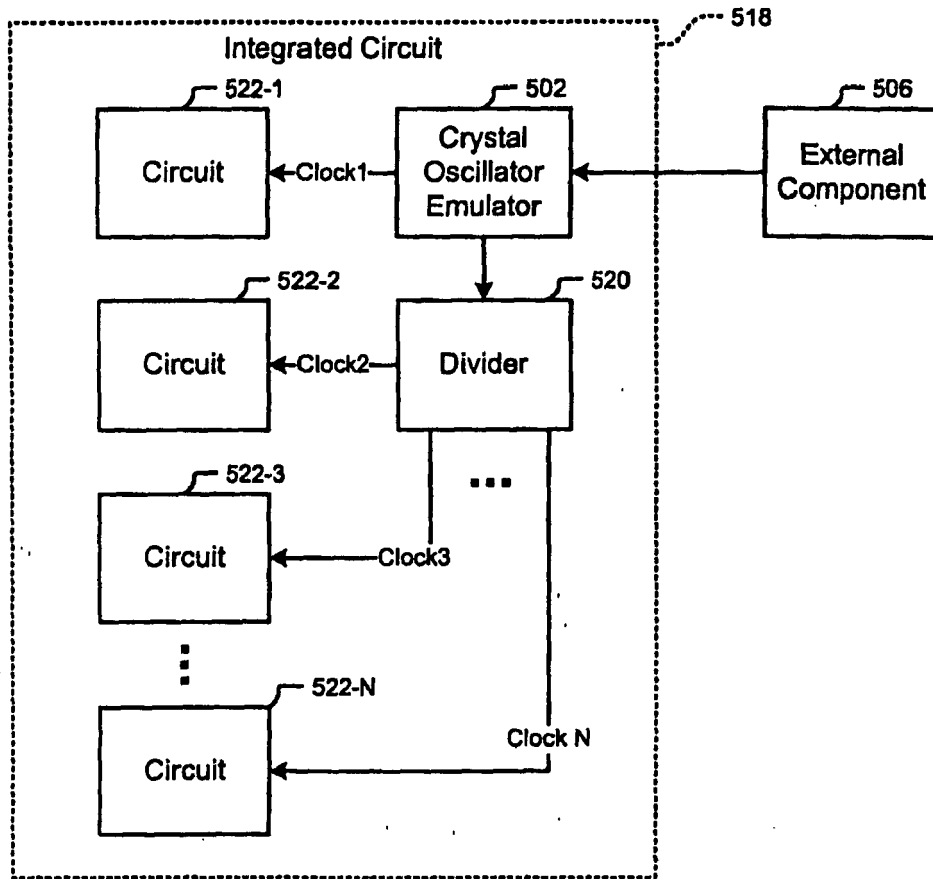 518
Integrated Circuit
522-1
502
506
Circuit
Clock1
Crystal
Oscillator
Emulator
External
Component
522-2
520
Circuit
Clock2
Divider
522-3
Circuit
Clock3
522-N
Clock N
Circuit